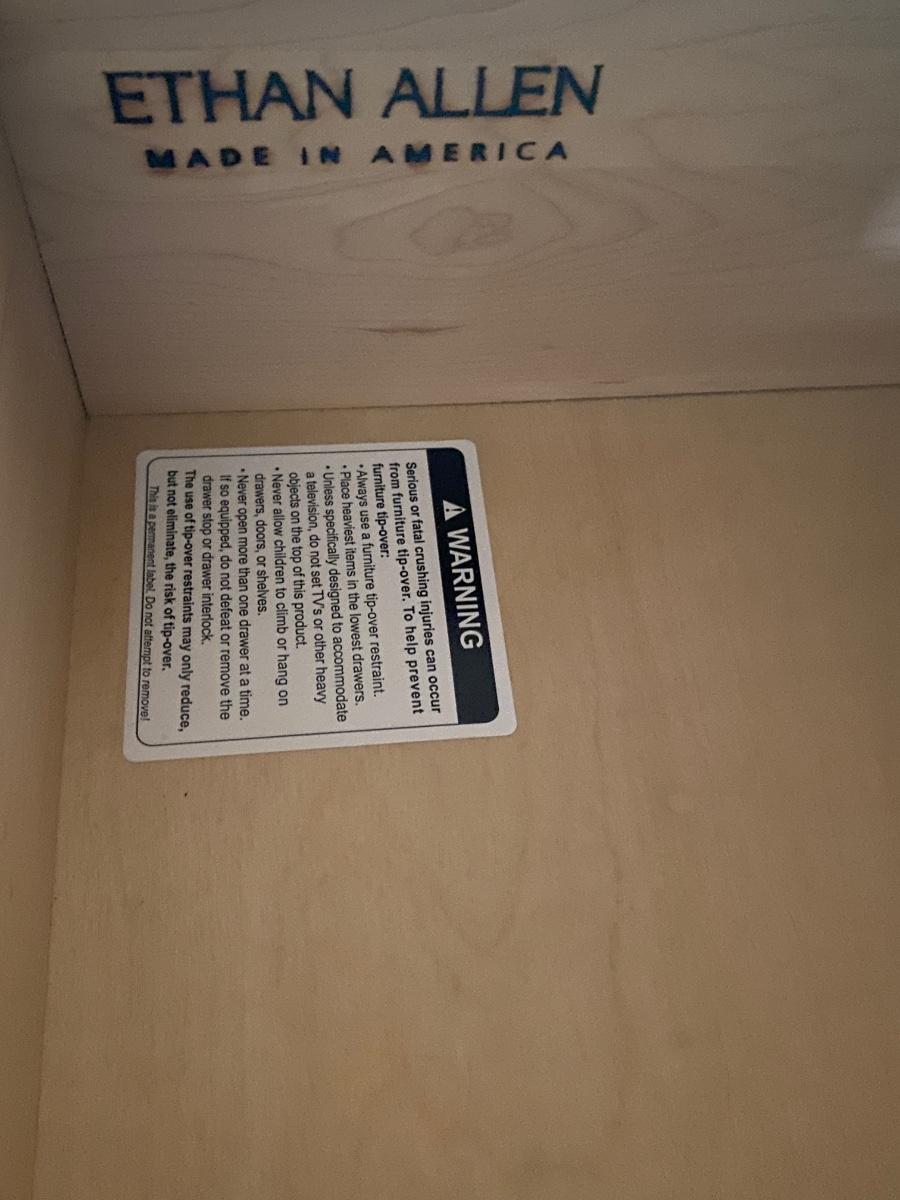 ETHAN ALLEN
MADE IN AMERICA
⚠ WARNING
Serious or fatal crushing injuries can occur
from furniture tip-over. To help prevent
furniture tip-over:
• Always use a furniture tip-over restraint.
• Place heaviest items in the lowest drawers.
• Unless specifically designed to accommodate
a television, do not set TV's or other heavy
objects on the top of this product.
• Never allow children to climb or hang on
drawers, doors, or shelves.
• Never open more than one drawer at a time.
If so equipped, do not defeat or remove the
drawer stop or drawer interlock.
The use of tip-over restraints may only reduce,
but not eliminate, the risk of tip-over.
This is a permanent label. Do not attempt to remove!